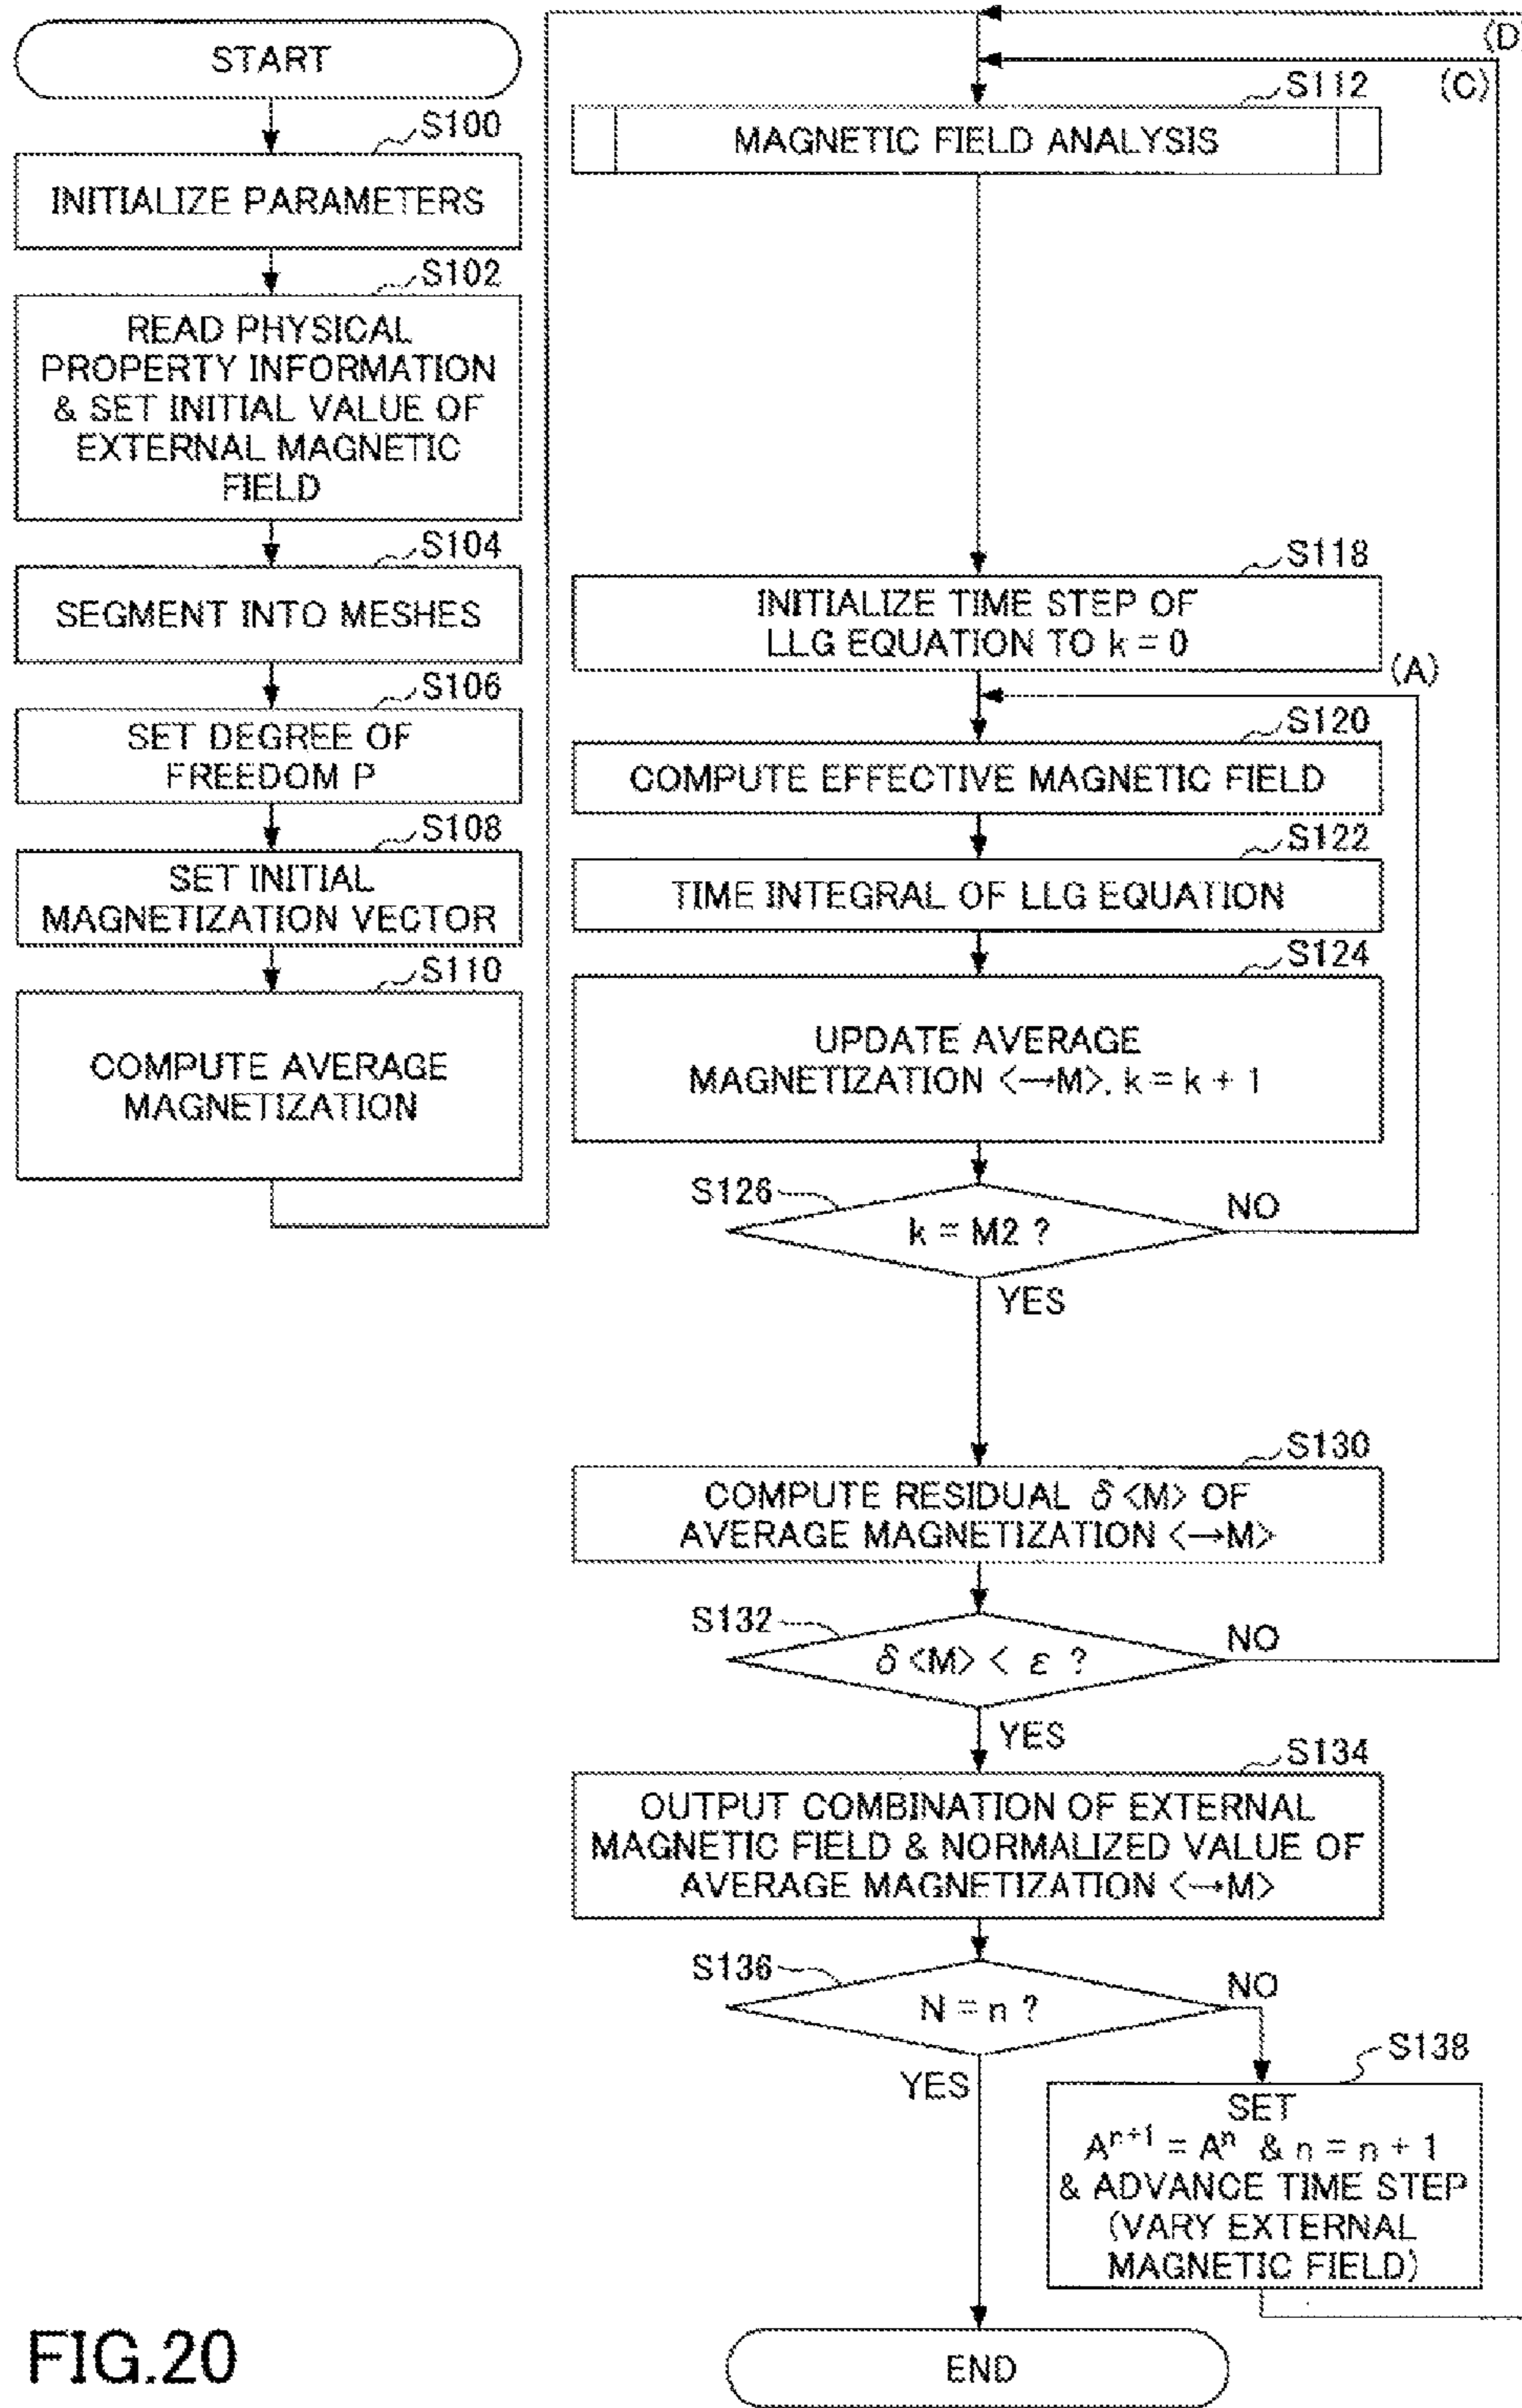 START
S100
INITIALIZE PARAMETERS
S102
READ PHYSICAL
PROPERTY INFORMATION
& SET INITIAL VALUE OF
EXTERNAL MAGNETIC
FIELD
S104
SEGMENT INTO MESHES
S106
SET DEGREE OF
FREEDOM P
S108
SET INITIAL
MAGNETIZATION VECTOR
S110
COMPUTE AVERAGE
MAGNETIZATION
(D)
(C)
S112
MAGNETIC FIELD ANALYSIS
S118
INITIALIZE TIME STEP OF
LLG EQUATION TO k = 0
(A)
S120
COMPUTE EFFECTIVE MAGNETIC FIELD
S122
TIME INTEGRAL OF LLG EQUATION
S124
UPDATE AVERAGE
MAGNETIZATION <→M>, k = k + 1
S126
k = M2 ?
NO
YES
S130
COMPUTE RESIDUAL δ<M> OF
AVERAGE MAGNETIZATION <→M>
S132
δ<M> < ε ?
NO
YES
S134
OUTPUT COMBINATION OF EXTERNAL
MAGNETIC FIELD & NORMALIZED VALUE OF
AVERAGE MAGNETIZATION <→M>
S136
N = n ?
NO
YES
S138
SET
Aⁿ⁺¹ = Aⁿ & n = n + 1
& ADVANCE TIME STEP
(VARY EXTERNAL
MAGNETIC FIELD)
END
FIG.20